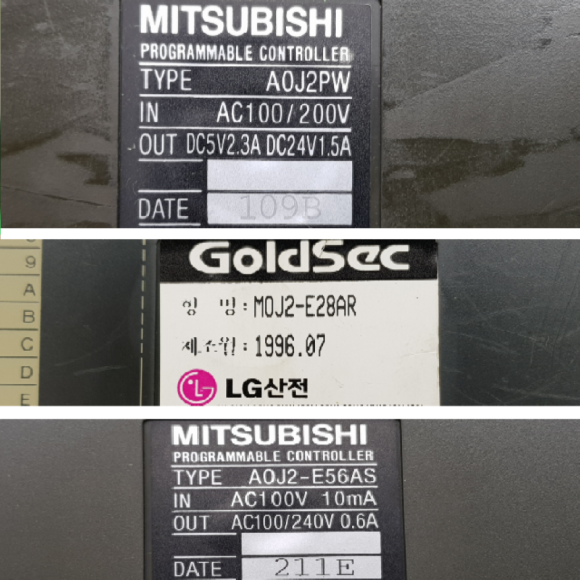 MITSUBISHI
PROGRAMMABLE CONTROLLER
TYPE A0J2PW
IN AC100/200V
OUT DC5V2.3A DC24V1.5A
DATE 109B
9
A
B
C
D
E
GoldSec
형 명: M0J2-E28AR
제조월: 1996.07
LG산전
MITSUBISHI
PROGRAMMABLE CONTROLLER
TYPE A0J2-E56AS
IN AC100V 10mA
OUT AC100/240V 0.6A
DATE 211E